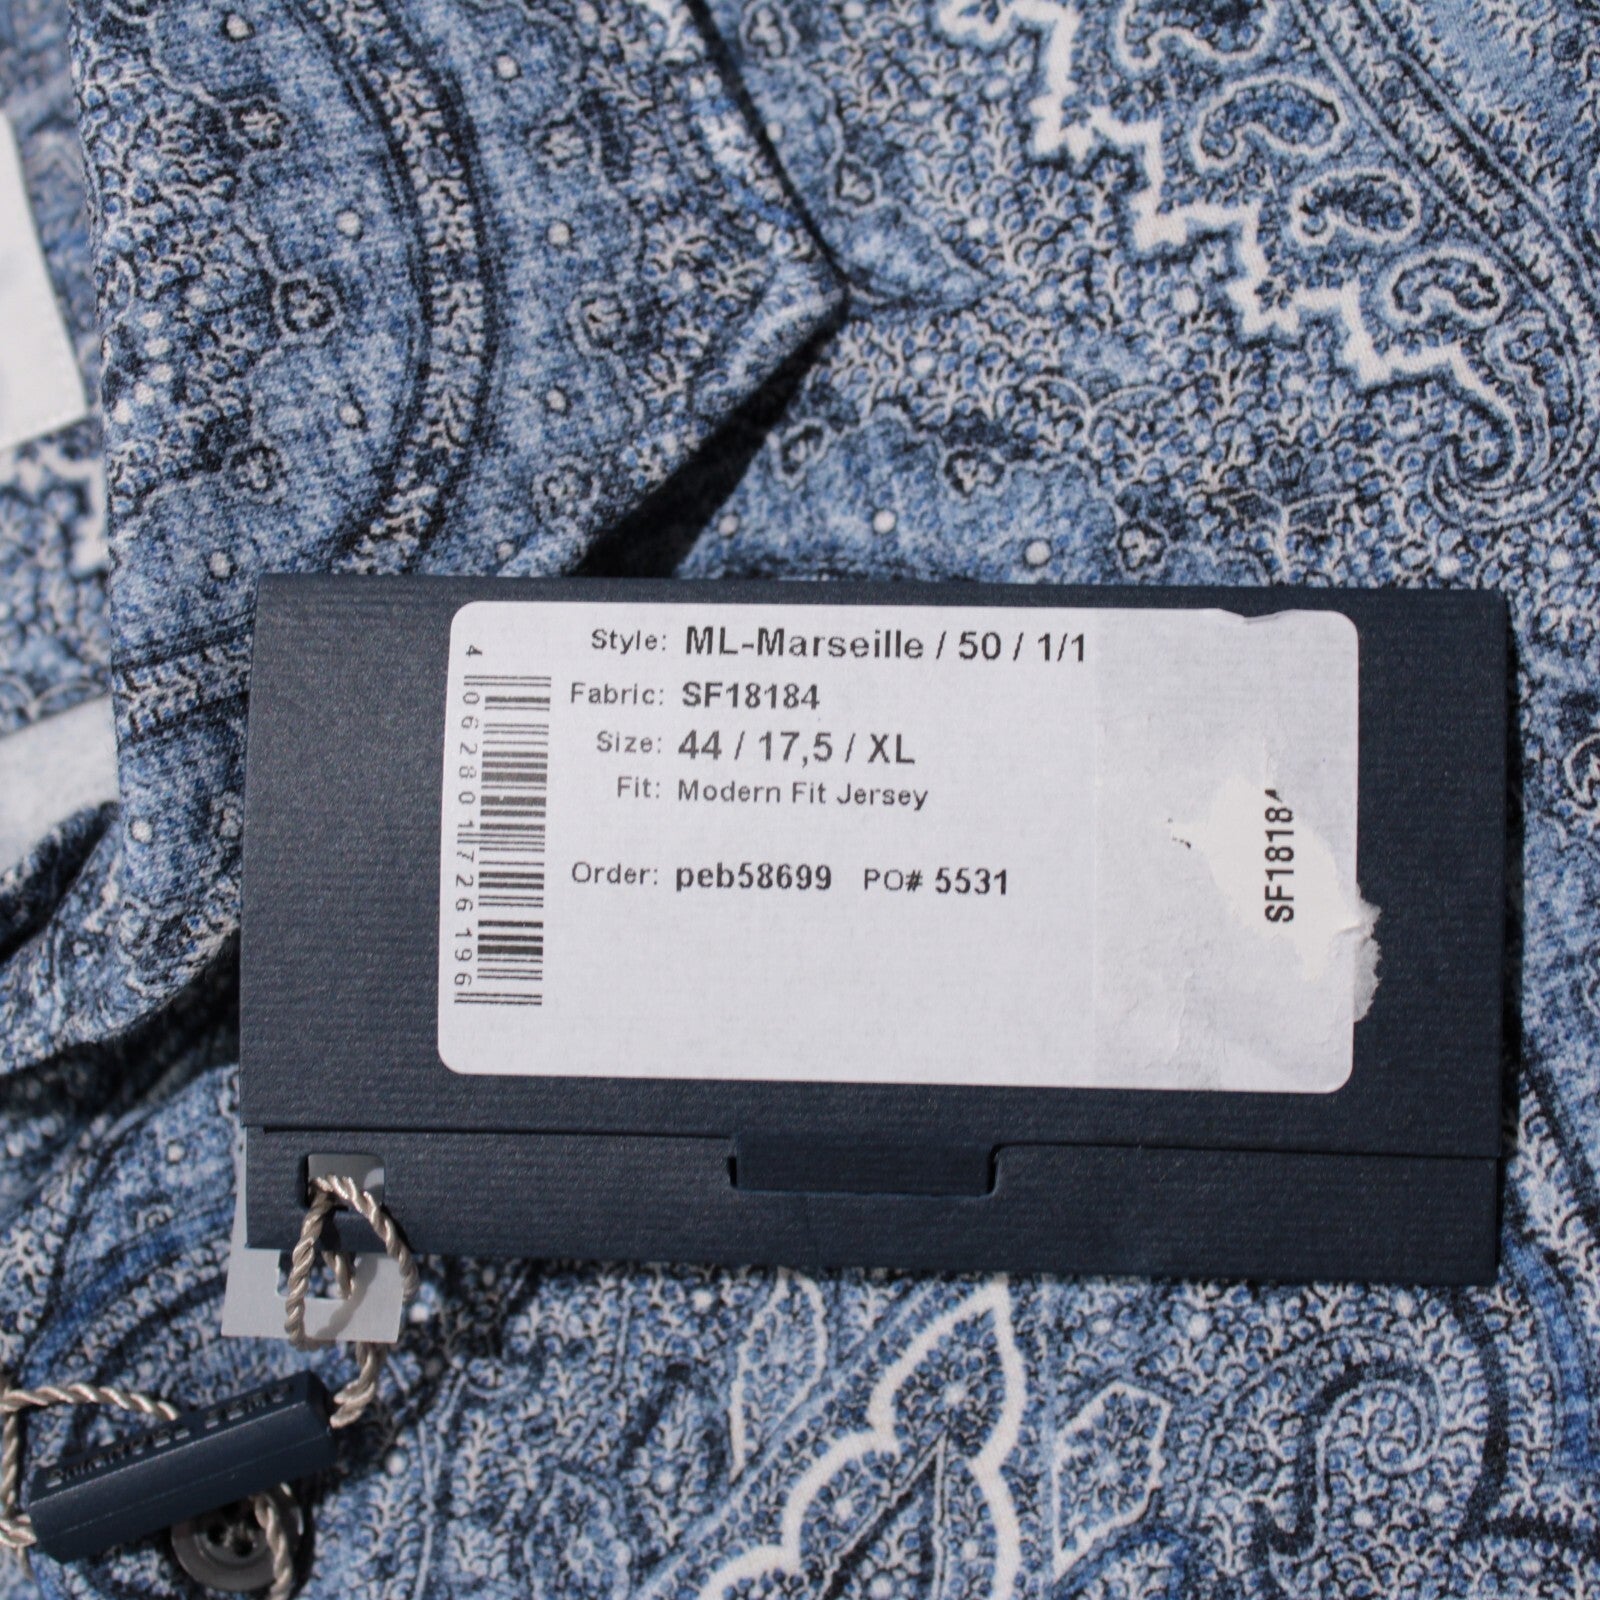 Style: ML-Marseille / 50 / 1/1
Fabric: SF18184
Size: 44 / 17,5 / XL
Fit: Modern Fit Jersey
Order: peb58699 PO# 5531
4 062801 726196
SF18184